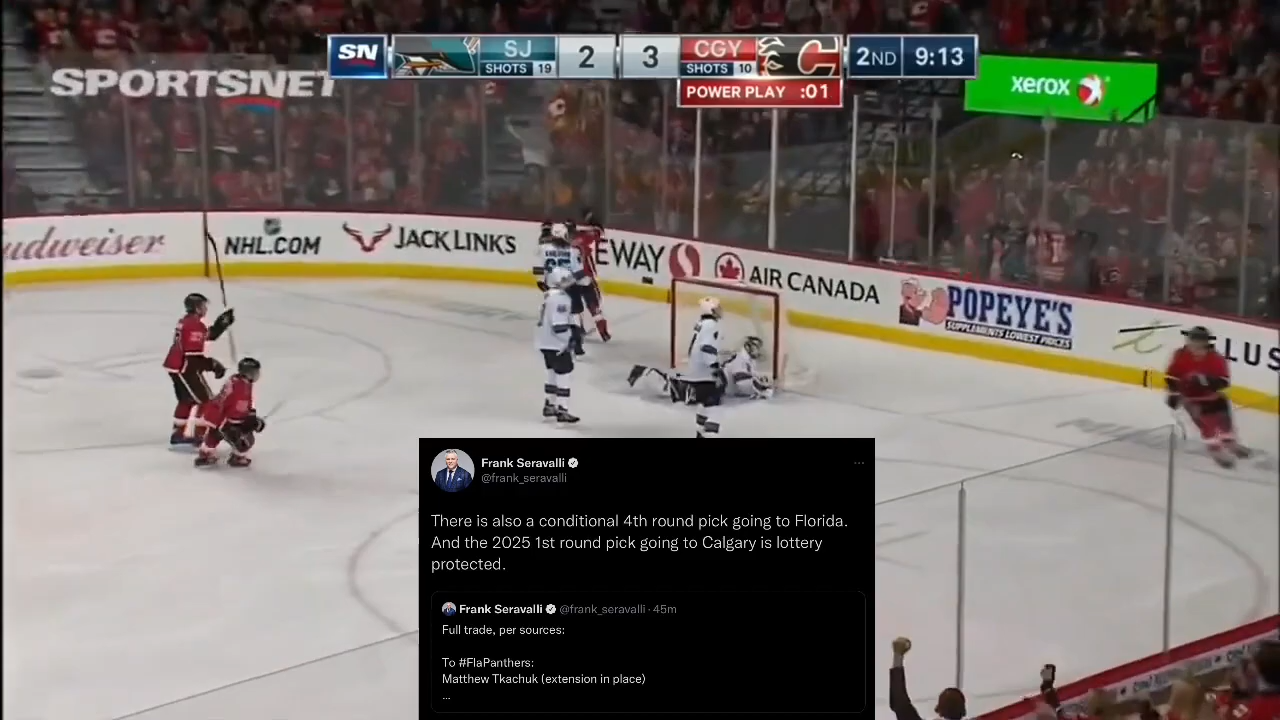 SN
SJ
SHOTS 19
2
3
CGY
SHOTS 10
2ND
9:13
POWER PLAY :01
xerox
SPORTSNET
udweiser
NHL.COM
JACK LINK'S
EWAY
AIR CANADA
POPEYE'S
SUPPLEMENTS LOWEST PRICES
ELUS
Frank Seravalli
@frank_seravalli
...
There is also a conditional 4th round pick going to Florida.
And the 2025 1st round pick going to Calgary is lottery
protected.
Frank Seravalli @frank_seravalli · 45m
Full trade, per sources:
To #FlaPanthers:
Matthew Tkachuk (extension in place)
...